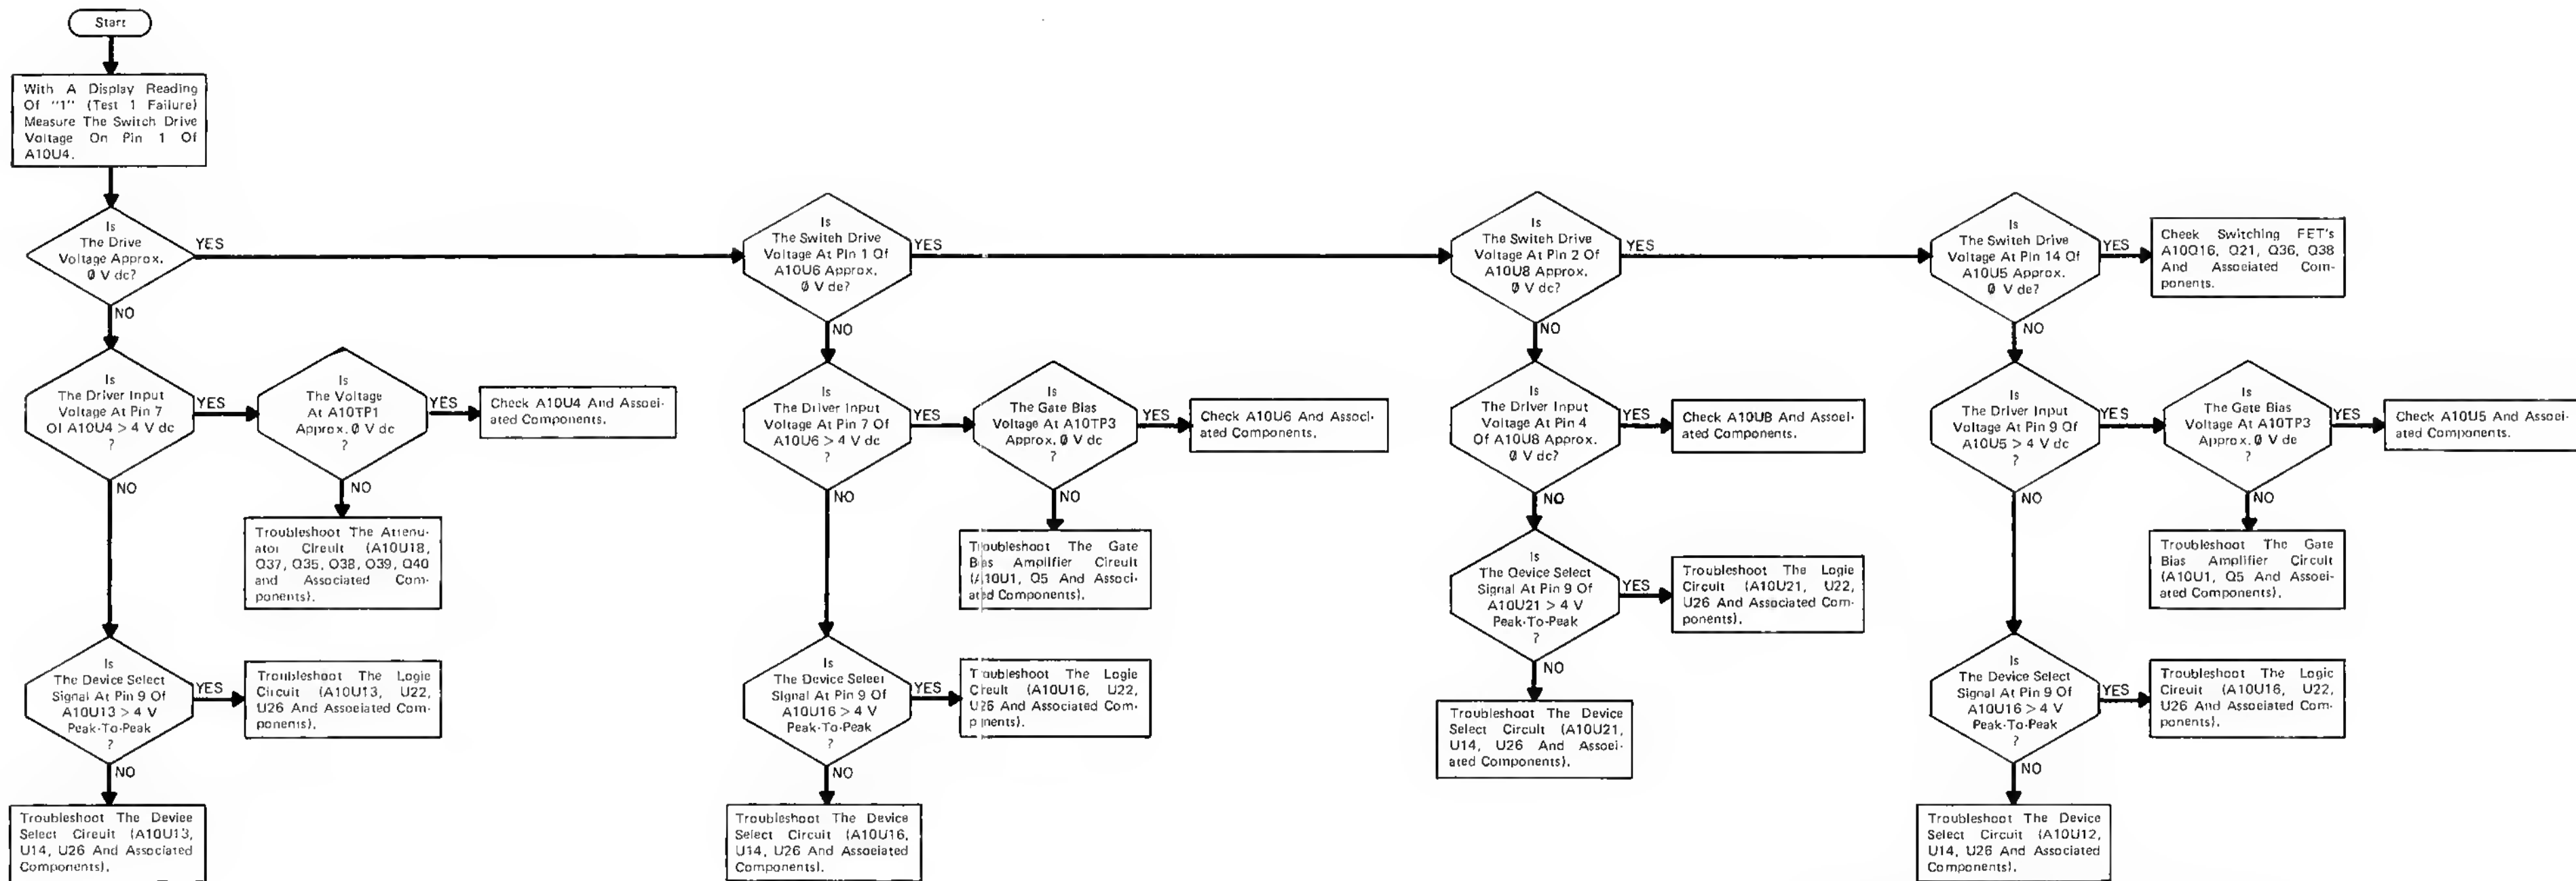 Start
With A Display Reading
Of "1" (Test 1 Failure)
Measure The Switch Drive
Voltage On Pin 1 Of
A10U4.
Is
The Drive
Voltage Approx.
0 V dc?
YES
NO
Is
The Switch Drive
Voltage At Pin 1 Of
A10U6 Approx.
0 V de?
YES
NO
Is
The Switch Drive
Voltage At Pin 2 Of
A10U8 Approx.
0 V dc?
YES
NO
Is
The Switch Drive
Voltage At Pin 14 Of
A10U5 Approx.
0 V de?
YES
NO
Cheek Switching FET's
A10Q16, Q21, Q36, Q38
And Associated Com-
ponents.
Is
The Driver Input
Voltage At Pin 7
Of A10U4 > 4 V dc
?
YES
NO
Is
The Voltage
At A10TP1
Approx. 0 V dc
?
YES
NO
Check A10U4 And Assoei-
ated Components.
Troubleshoot The Attenu-
ator Circuit (A10U18,
Q37, Q35, Q38, Q39, Q40
and Associated Com-
ponents).
Is
The Device Select
Signal At Pin 9 Of
A10U13 > 4 V
Peak-To-Peak
?
YES
NO
Troubleshoot The Logie
Circuit (A10U13, U22,
U26 And Associated Com-
ponents).
Troubleshoot The Device
Select Circuit (A10U13,
U14, U26 And Associated
Components).
Is
The Driver Input
Voltage At Pin 7 Of
A10U6 > 4 V dc
?
YES
NO
Is
The Gate Bias
Voltage At A10TP3
Approx. 0 V dc
?
YES
NO
Check A10U6 And Associ-
ated Components.
Troubleshoot The Gate
Bias Amplifier Circuit
(A10U1, Q5 And Associ-
ated Components).
Is
The Device Select
Signal At Pin 9 Of
A10U16 > 4 V
Peak-To-Peak
?
YES
NO
Troubleshoot The Logic
Circuit (A10U16, U22,
U26 And Associated Com-
ponents).
Troubleshoot The Device
Select Circuit (A10U16,
U14, U26 And Associated
Components).
Is
The Driver Input
Voltage At Pin 4
Of A10U8 Approx.
0 V dc?
YES
NO
Check A10UB And Assoei-
ated Components.
Is
The Device Select
Signal At Pin 9 Of
A10U21 > 4 V
Peak-To-Peak
?
YES
NO
Troubleshoot The Logie
Circuit (A10U21, U22,
U26 And Associated Com-
ponents).
Troubleshoot The Device
Select Circuit (A10U21,
U14, U26 And Assoei-
ated Components).
Is
The Driver Input
Voltage At Pin 9 Of
A10U5 > 4 V dc
?
YES
NO
Is
The Gate Bias
Voltage At A10TP3
Approx. 0 V de
?
YES
NO
Check A10U5 And Assoei-
ated Components.
Troubleshoot The Gate
Bias Amplifier Circuit
(A10U1, Q5 And Assoei-
ated Components).
Is
The Device Select
Signal At Pin 9 Of
A10U16 > 4 V
Peak-To-Peak
?
YES
NO
Troubleshoot The Logic
Circuit (A10U16, U22,
U26 And Associated Com-
ponents).
Troubleshoot The Device
Select Circuit (A10U12,
U14, U26 And Associated
Components).